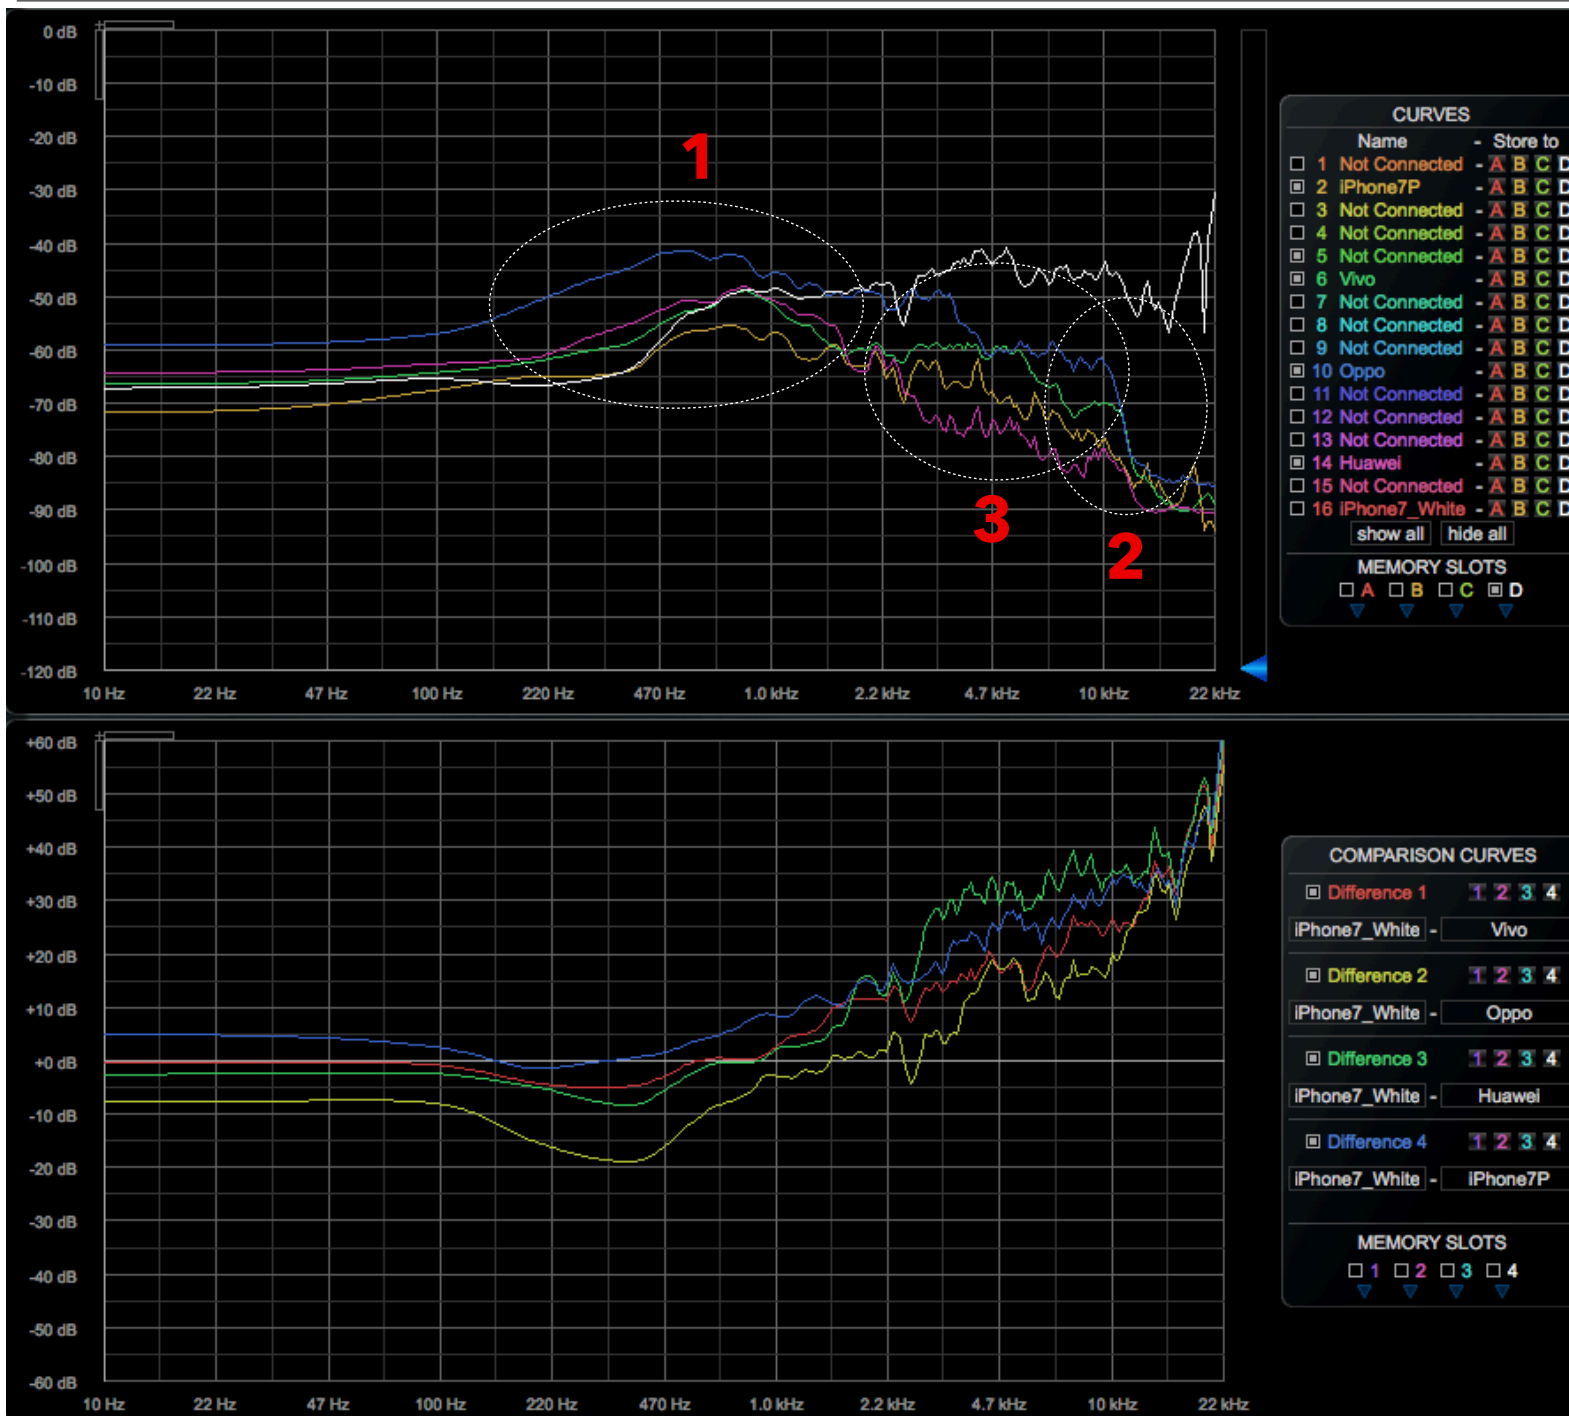 0 dB
-10 dB
-20 dB
-30 dB
-40 dB
-50 dB
-60 dB
-70 dB
-80 dB
-90 dB
-100 dB
-110 dB
-120 dB
10 Hz 22 Hz 47 Hz 100 Hz 220 Hz 470 Hz 1.0 kHz 2.2 kHz 4.7 kHz 10 kHz 22 kHz
1
3
2
CURVES
Name - Store to
1 Not Connected - A B C D
2 iPhone7P - A B C D
3 Not Connected - A B C D
4 Not Connected - A B C D
5 Not Connected - A B C D
6 Vivo - A B C D
7 Not Connected - A B C D
8 Not Connected - A B C D
9 Not Connected - A B C D
10 Oppo - A B C D
11 Not Connected - A B C D
12 Not Connected - A B C D
13 Not Connected - A B C D
14 Huawei - A B C D
15 Not Connected - A B C D
16 iPhone7_White - A B C D
show all hide all
MEMORY SLOTS
A B C D
+60 dB
+50 dB
+40 dB
+30 dB
+20 dB
+10 dB
+0 dB
-10 dB
-20 dB
-30 dB
-40 dB
-50 dB
-60 dB
10 Hz 22 Hz 47 Hz 100 Hz 220 Hz 470 Hz 1.0 kHz 2.2 kHz 4.7 kHz 10 kHz 22 kHz
COMPARISON CURVES
Difference 1 1 2 3 4
iPhone7_White - Vivo
Difference 2 1 2 3 4
iPhone7_White - Oppo
Difference 3 1 2 3 4
iPhone7_White - Huawei
Difference 4 1 2 3 4
iPhone7_White - iPhone7P
MEMORY SLOTS
1 2 3 4